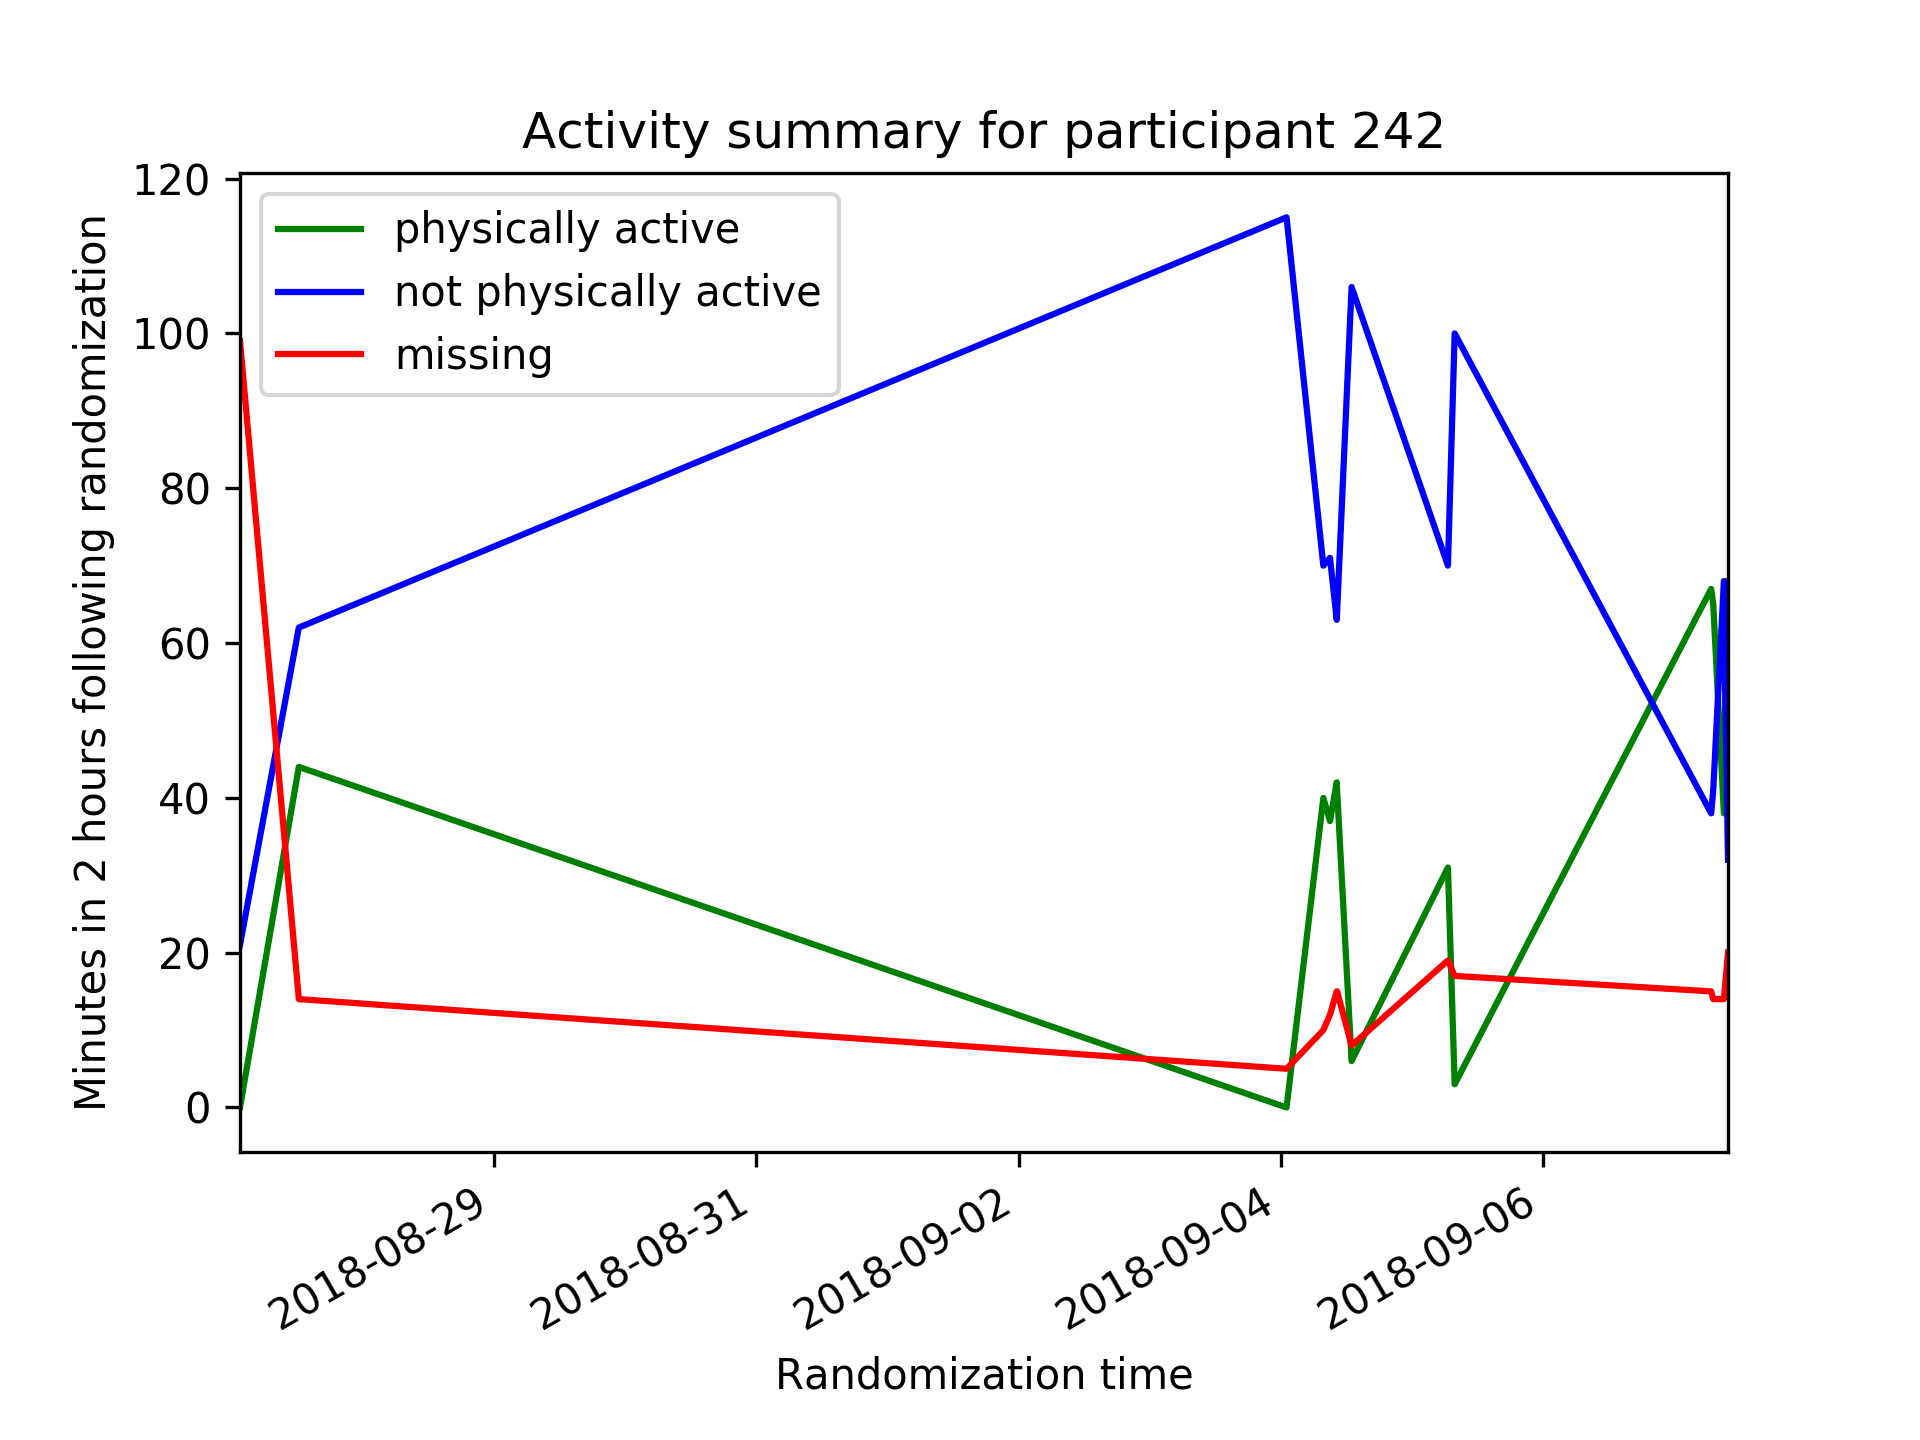 Activity summary for participant 242
Minutes in 2 hours following randomization
120
100
80
60
40
20
0
physically active
not physically active
missing
2018-08-29
2018-08-31
2018-09-02
2018-09-04
2018-09-06
Randomization time